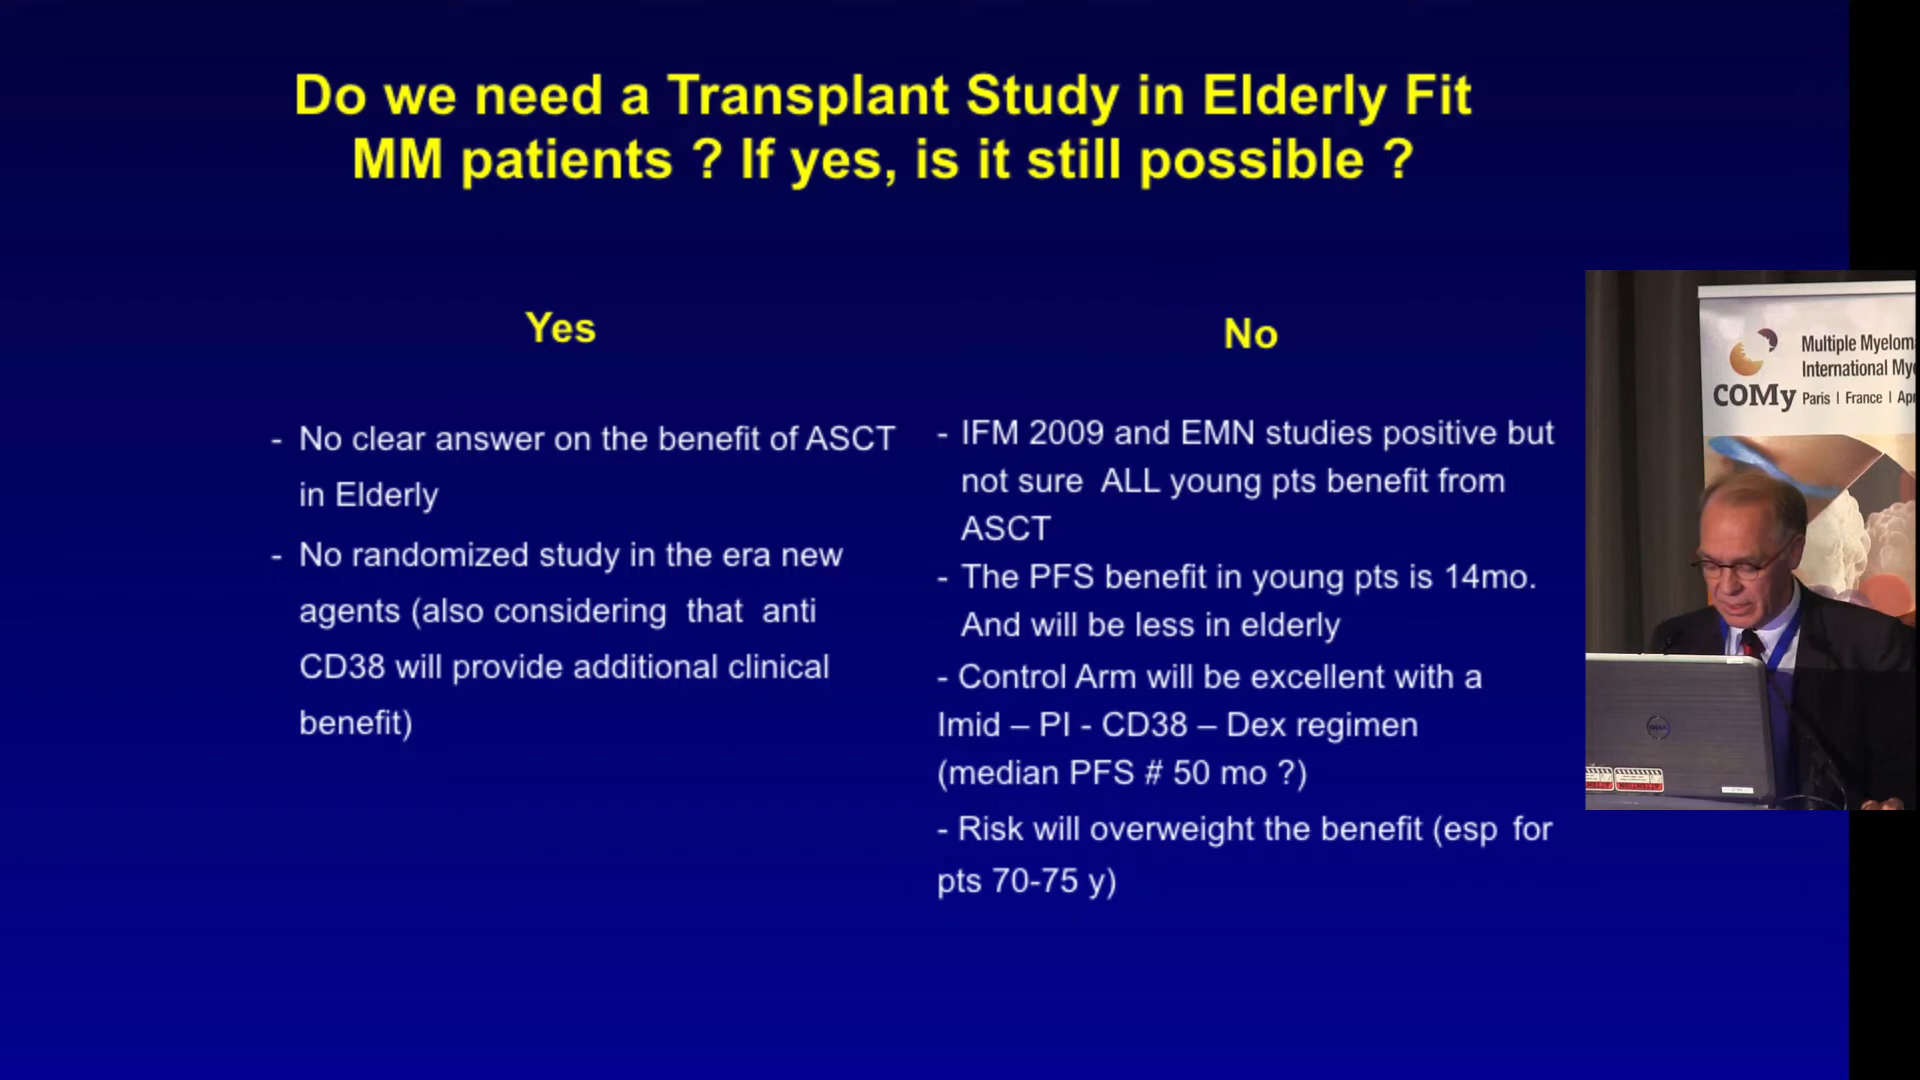 Do we need a Transplant Study in Elderly Fit
MM patients ? If yes, is it still possible ?
Yes
- No clear answer on the benefit of ASCT
in Elderly
- No randomized study in the era new
agents (also considering that anti
CD38 will provide additional clinical
benefit)
No
- IFM 2009 and EMN studies positive but
not sure ALL young pts benefit from
ASCT
- The PFS benefit in young pts is 14mo.
And will be less in elderly
- Control Arm will be excellent with a
Imid – PI - CD38 – Dex regimen
(median PFS # 50 mo ?)
- Risk will overweight the benefit (esp for
pts 70-75 y)
Multiple Myelom
International My
COMy
Paris | France | Ap
DELL